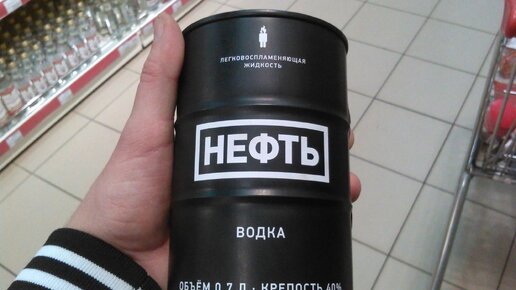 ЛЕГКОВОСПЛАМЕНЯЮЩАЯ
ЖИДКОСТЬ
НЕФТЬ
ВОДКА
ОБЪЁМ 0,7 Л · КРЕПОСТЬ 40%